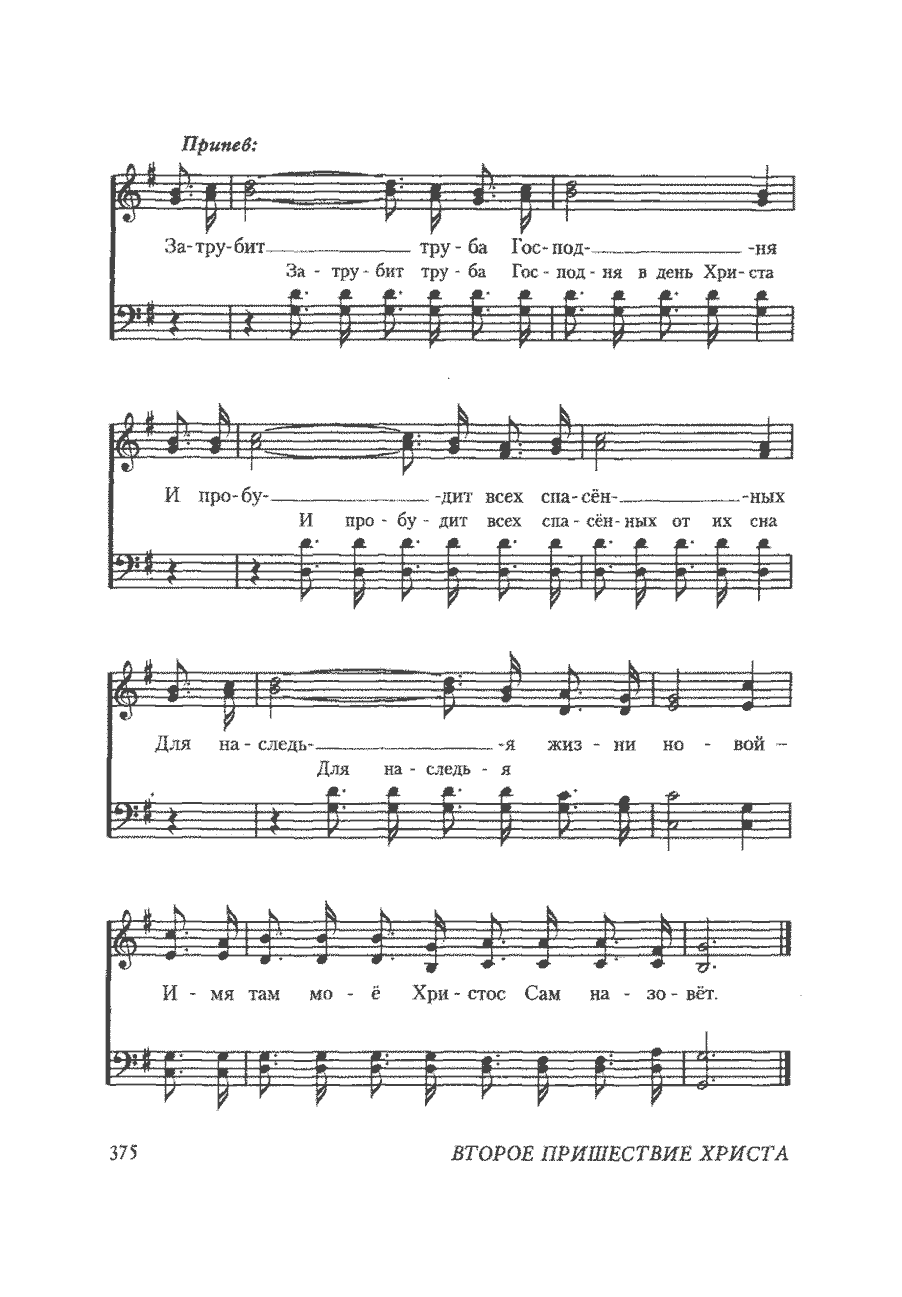 Припев:
За-тру-бит тру - ба Гос-под- -ня
За - тру - бит тру - ба Гос - под - ня в день Хри-ста
И про-бу- -дит всех спа-сён- -ных
И про - бу - дит всех спа - сён-ных от их сна
Для на - следь- -я жиз - ни но - вой –
Для на - следь - я
И - мя там мо - ё Хри - стос Сам на - зо - вёт.
375 ВТОРОЕ ПРИШЕСТВИЕ ХРИСТА